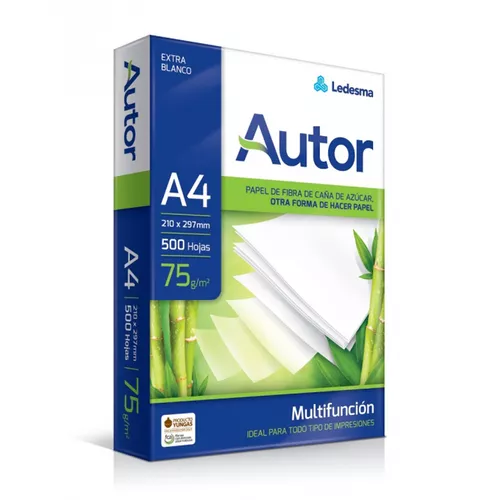 EXTRA
BLANCO
Ledesma
Autor
PAPEL DE FIBRA DE CAÑA DE AZÚCAR,
OTRA FORMA DE HACER PAPEL
A4
210 x 297mm
500 Hojas
75g/m²
Multifunción
IDEAL PARA TODO TIPO DE IMPRESIONES
PRODUCTO
YUNGAS
Autor
A4
210 x 297mm
500 Hojas
75g/m²